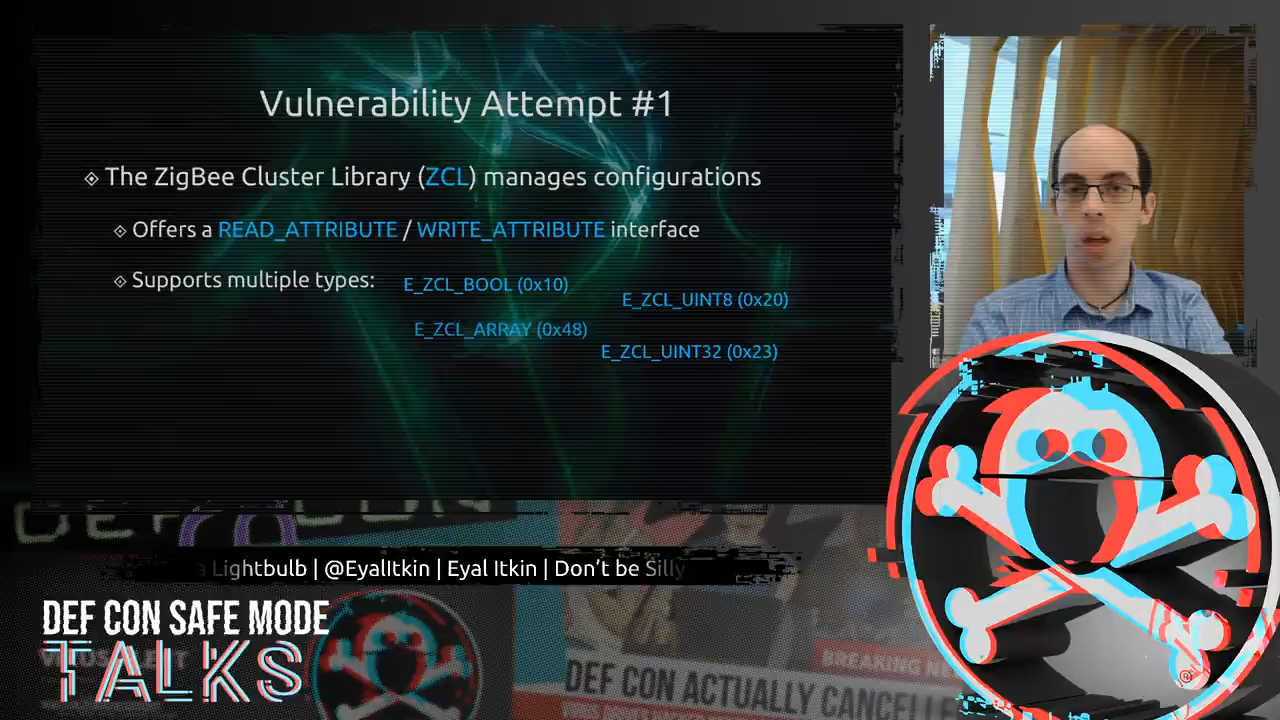 Vulnerability Attempt #1
The ZigBee Cluster Library (ZCL) manages configurations
Offers a READ_ATTRIBUTE / WRITE_ATTRIBUTE interface
Supports multiple types:
E_ZCL_BOOL (0x10)
E_ZCL_UINT8 (0x20)
E_ZCL_ARRAY (0x48)
E_ZCL_UINT32 (0x23)
DEF CON
a Lightbulb | @EyalItkin | Eyal Itkin | Don't be Silly
DEF CON SAFE MODE
TALKS
BREAKING NE
DEF CON ACTUALLY CANCELLE